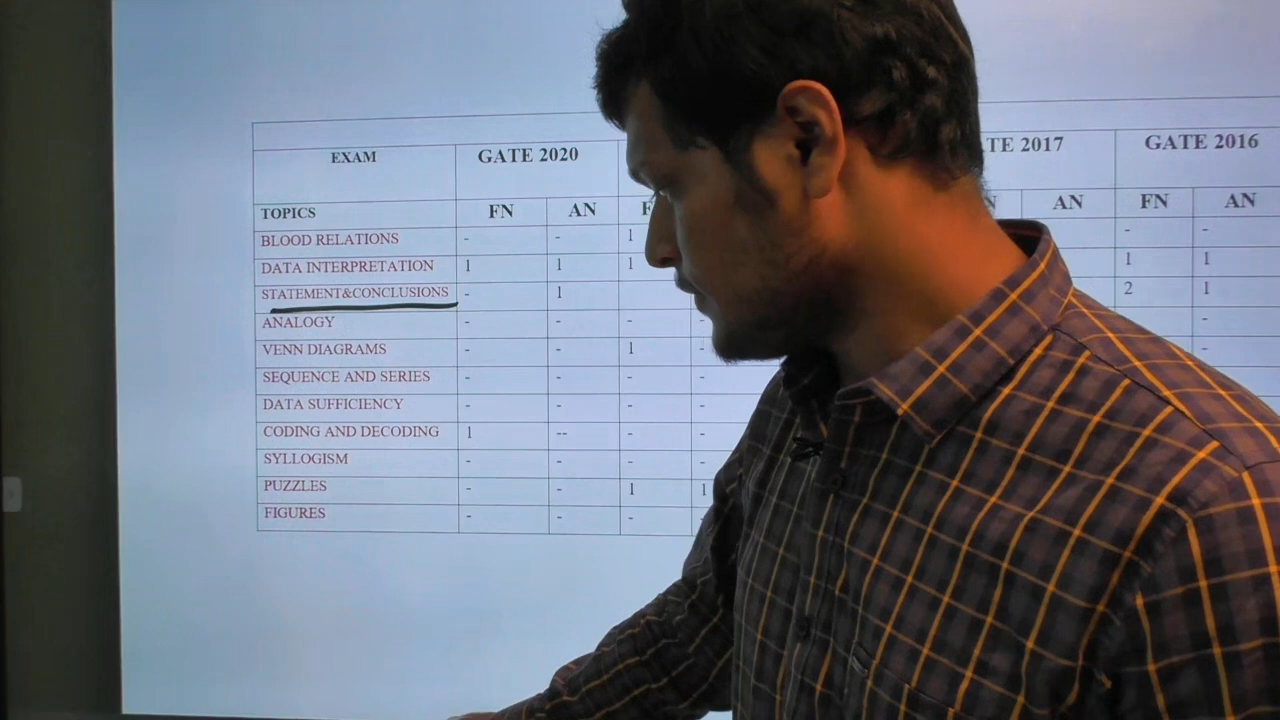 EXAM GATE 2020 TE 2017 GATE 2016
TOPICS FN AN F N AN FN AN
BLOOD RELATIONS - - 1 - -
DATA INTERPRETATION 1 1 1 1 1
STATEMENT&CONCLUSIONS - 1 2 1
ANALOGY - - - - -
VENN DIAGRAMS - - 1 - -
SEQUENCE AND SERIES - - - -
DATA SUFFICIENCY - - - -
CODING AND DECODING 1 -- - -
SYLLOGISM - - - -
PUZZLES - - 1 1
FIGURES - - - -